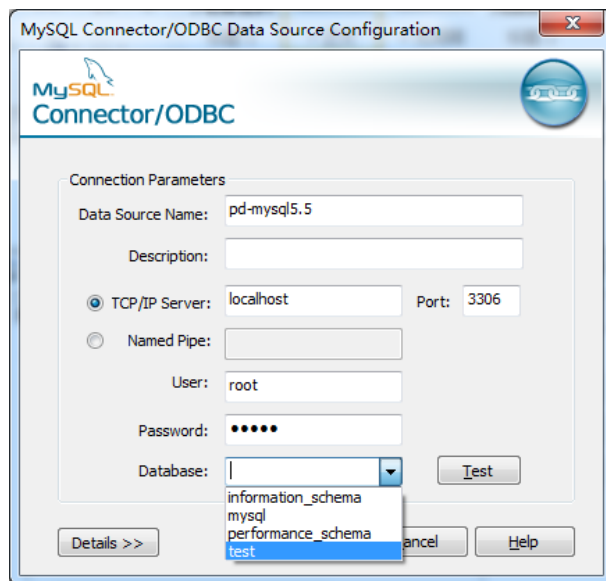 MySQL Connector/ODBC Data Source Configuration
MySQL
Connector/ODBC
Connection Parameters
Data Source Name: pd-mysql5.5
Description:
TCP/IP Server: localhost Port: 3306
Named Pipe:
User: root
Password: •••••
Database: Test
information_schema
mysql
performance_schema
test
Details >> ancel Help